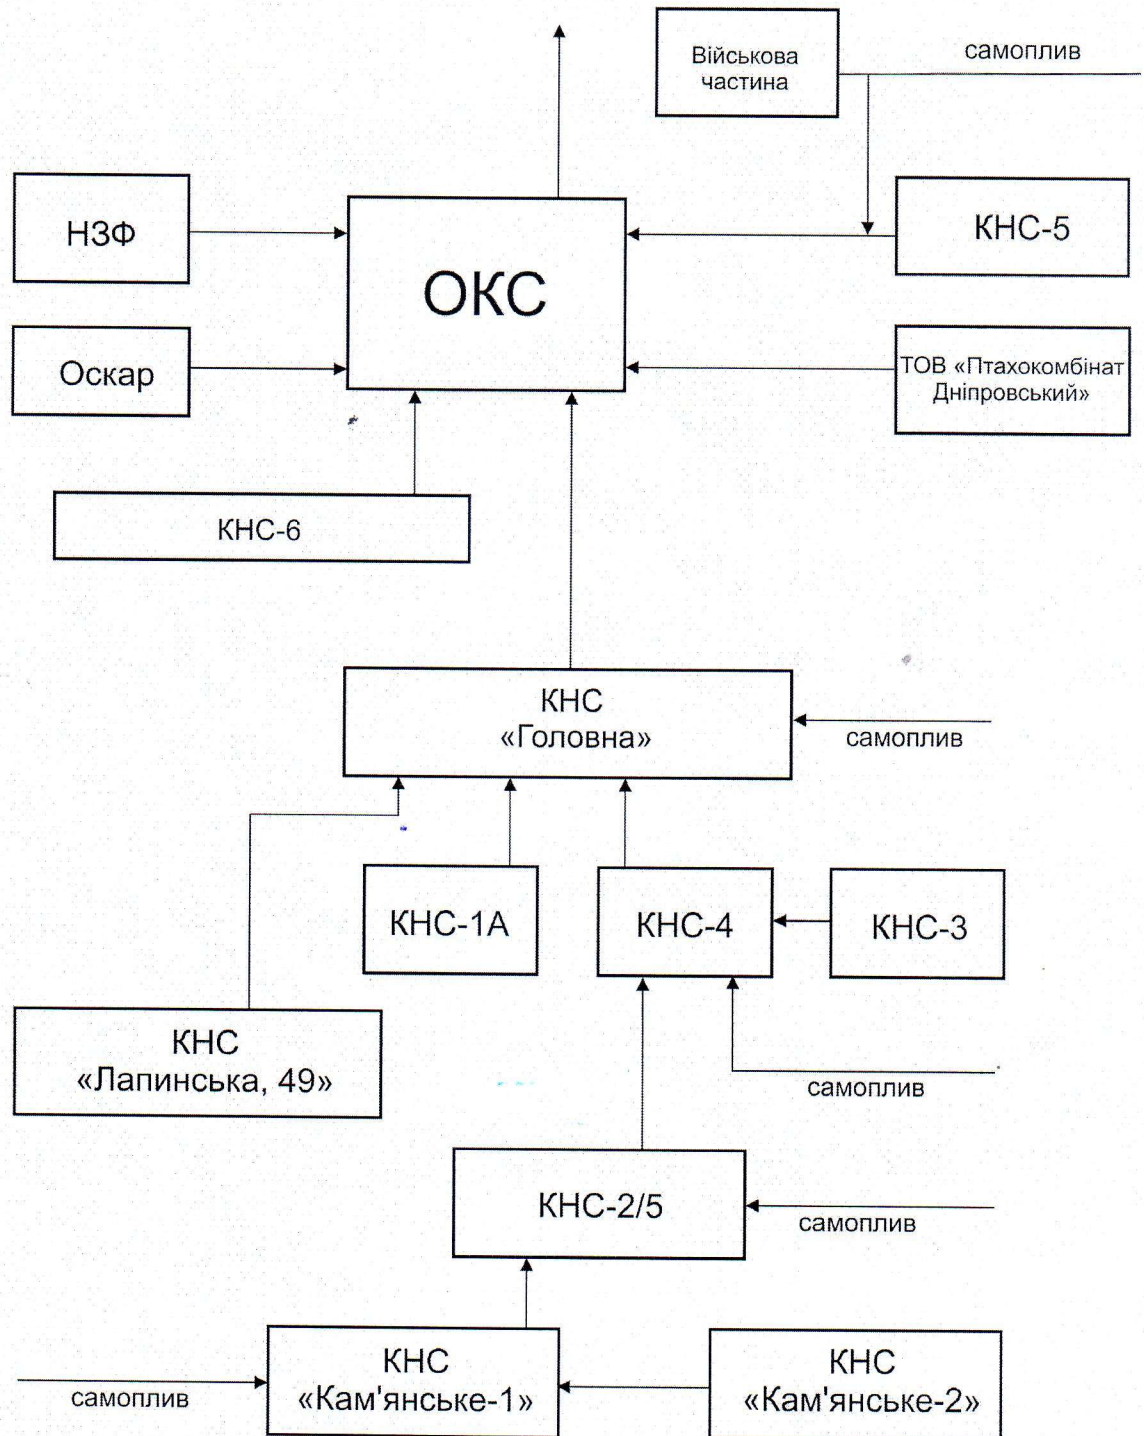 Військова
частина
самоплив
НЗФ
ОКС
КНС-5
Оскар
ТОВ «Птахокомбінат
Дніпровський»
КНС-6
КНС
«Головна»
самоплив
КНС-1А
КНС-4
КНС-3
КНС
«Лапинська, 49»
самоплив
КНС-2/5
самоплив
КНС
«Кам'янське-1»
самоплив
КНС
«Кам'янське-2»